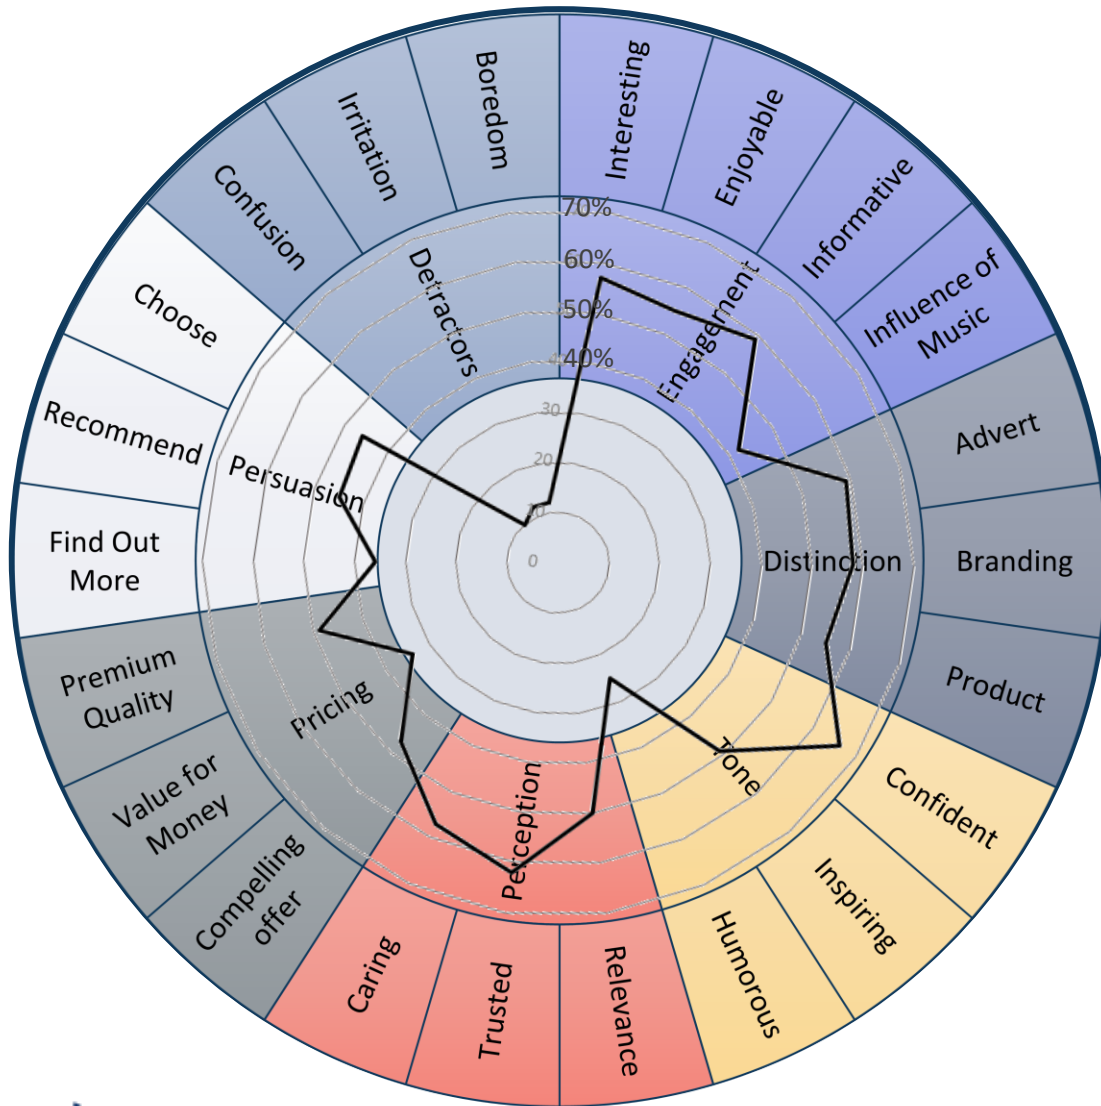 Boredom
Interesting
Irritation
Enjoyable
Confusion
Informative
Choose
Influence of
Music
Recommend
Advert
Find Out
More
Branding
Premium
Quality
Product
Value for
Money
Confident
Compelling
offer
Inspiring
Caring
Trusted
Relevance
Humorous
Detractors
Engagement
Persuasion
Distinction
Pricing
Tone
Perception
70%
60%
50%
40%
30
20
10
0